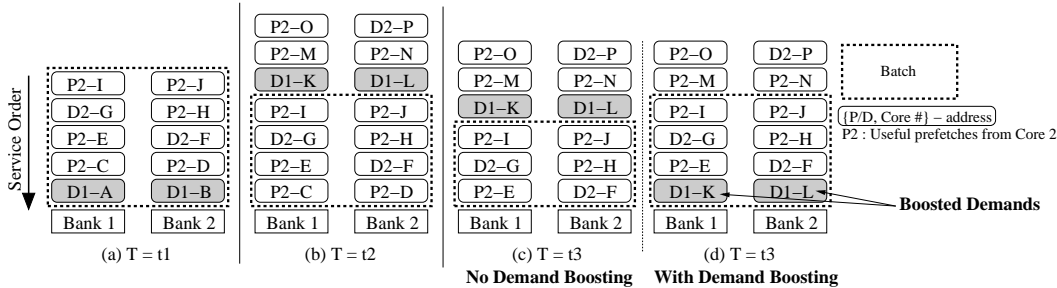 Service Order
P2–I P2–J
D2–G P2–H
P2–E D2–F
P2–C P2–D
D1–A D1–B
Bank 1 Bank 2
(a) T = t1
P2–O D2–P
P2–M P2–N
D1–K D1–L
P2–I P2–J
D2–G P2–H
P2–E D2–F
P2–C P2–D
Bank 1 Bank 2
(b) T = t2
P2–O D2–P
P2–M P2–N
D1–K D1–L
P2–I P2–J
D2–G P2–H
P2–E D2–F
Bank 1 Bank 2
(c) T = t3
No Demand Boosting
P2–O D2–P
P2–M P2–N
P2–I P2–J
D2–G P2–H
P2–E D2–F
D1–K D1–L
Bank 1 Bank 2
(d) T = t3
With Demand Boosting
Batch
{P/D, Core #} – address
P2 : Useful prefetches from Core 2
Boosted Demands